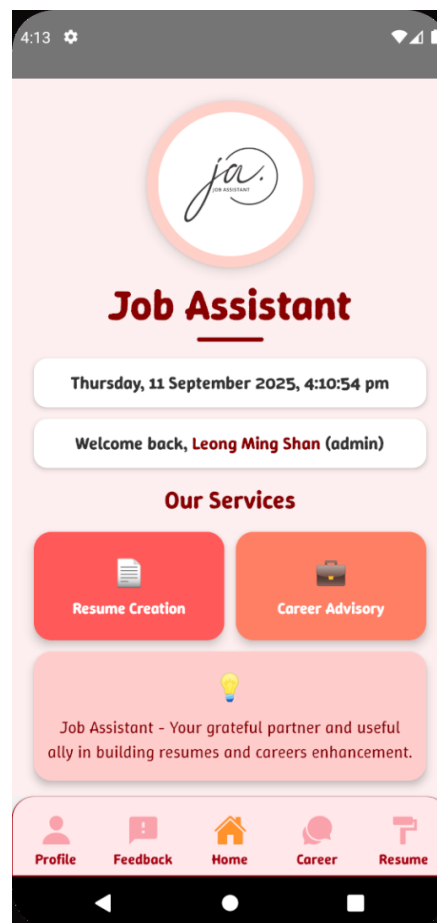 4:13
ja.
JOB ASSISTANT
Job Assistant
Thursday, 11 September 2025, 4:10:54 pm
Welcome back, Leong Ming Shan (admin)
Our Services
Resume Creation
Career Advisory
Job Assistant - Your grateful partner and useful
ally in building resumes and careers enhancement.
Profile
Feedback
Home
Career
Resume